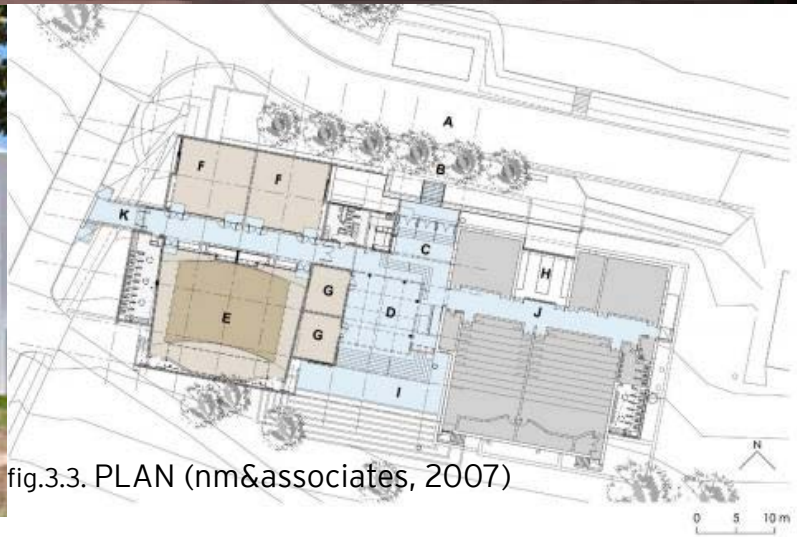 A
B
F F
K
C
H
G
J
E
D
G
I
N
fig.3.3. PLAN (nm&associates, 2007)
0 5 10 m